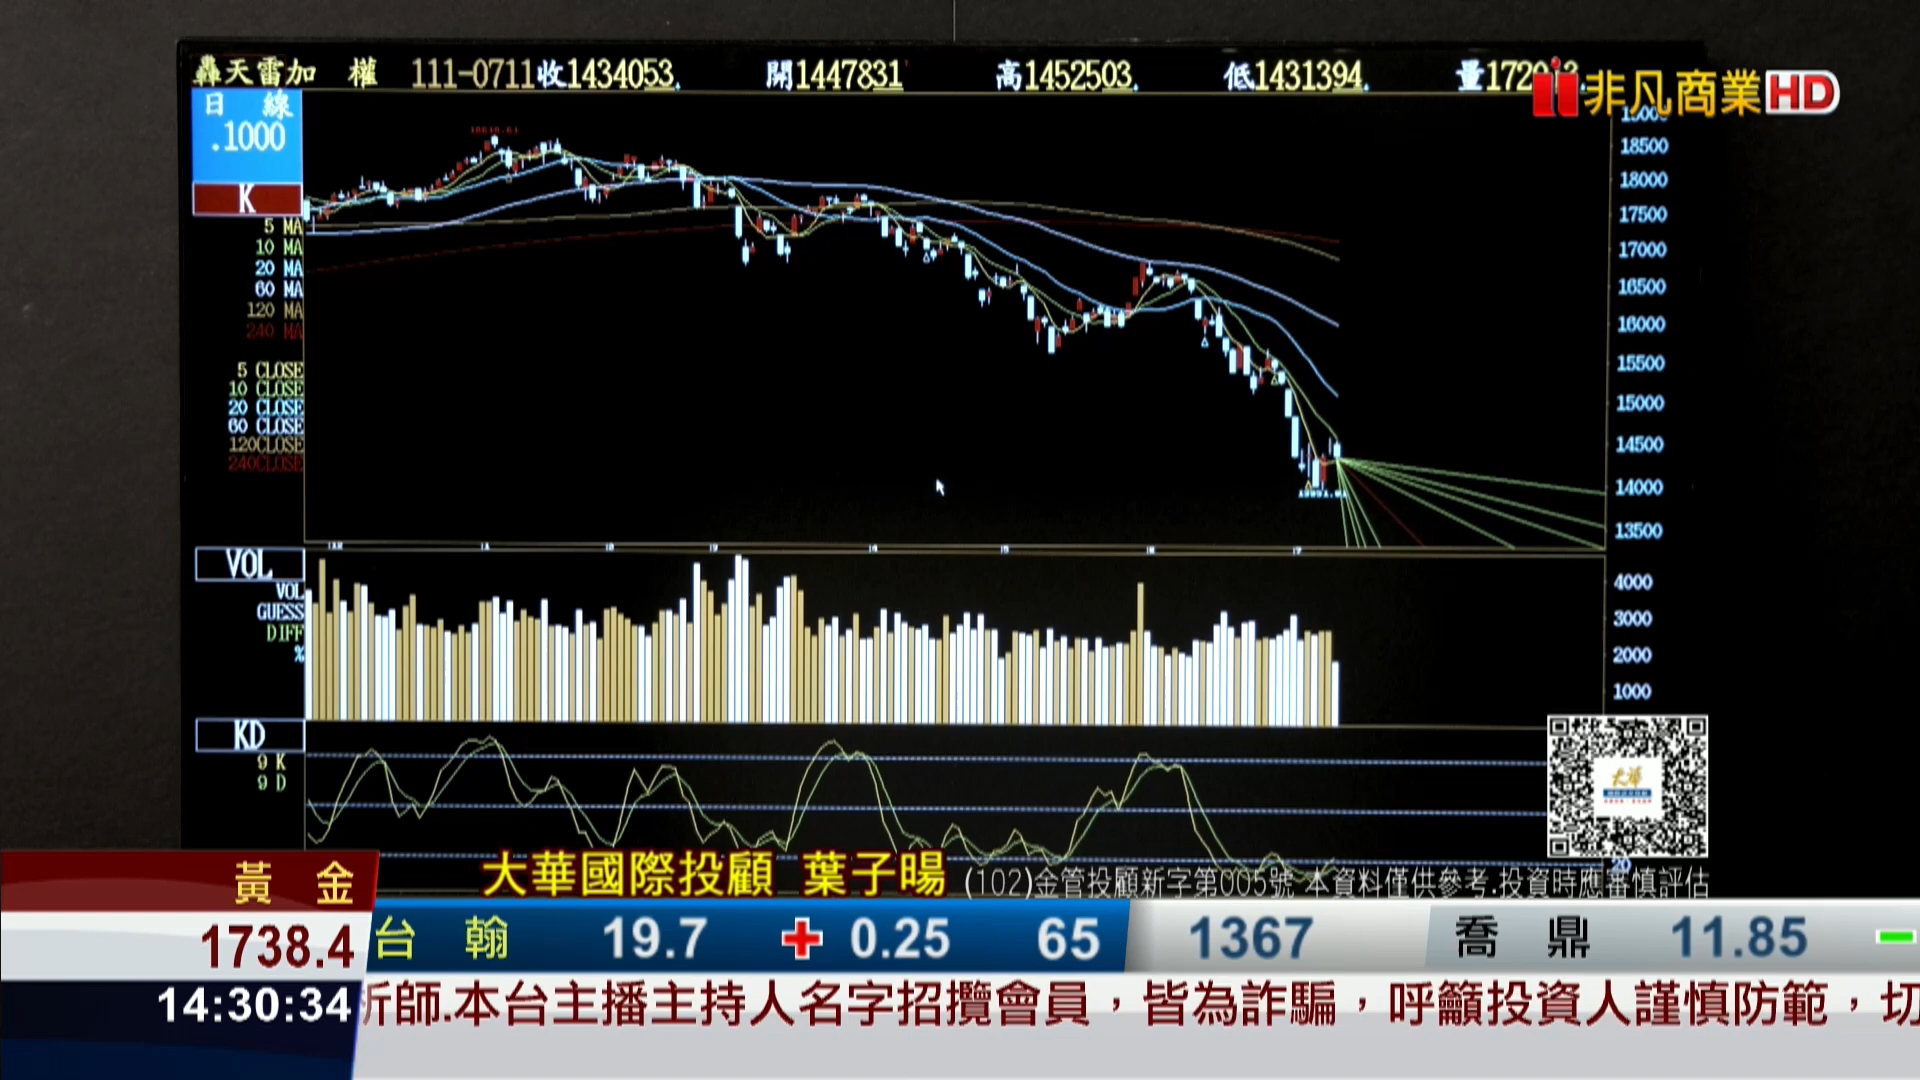 轟天雷加 權 111-0711收1434053. 開1447831 高1452503. 低1431394.
非凡商業HD
日 線
.1000
K
5 MA
10 MA
20 MA
60 MA
120 MA
240 MA
5 CLOSE
10 CLOSE
20 CLOSE
60 CLOSE
120CLOSE
240CLOSE
19000
18500
18000
17500
17000
16500
16000
15500
15000
14500
14000
13500
VOL
VOL
GUESS
DIFF
%
4000
3000
2000
1000
KD
9 K
9 D
20
大華
大華國際投顧 葉子暘 (102)金管投顧新字第005號 本資料僅供參考.投資時應審慎評估
黃 金
1738.4
台 翰 19.7 + 0.25 65 1367 喬 鼎 11.85
14:30:34
析師.本台主播主持人名字招攬會員，皆為詐騙，呼籲投資人謹慎防範，切